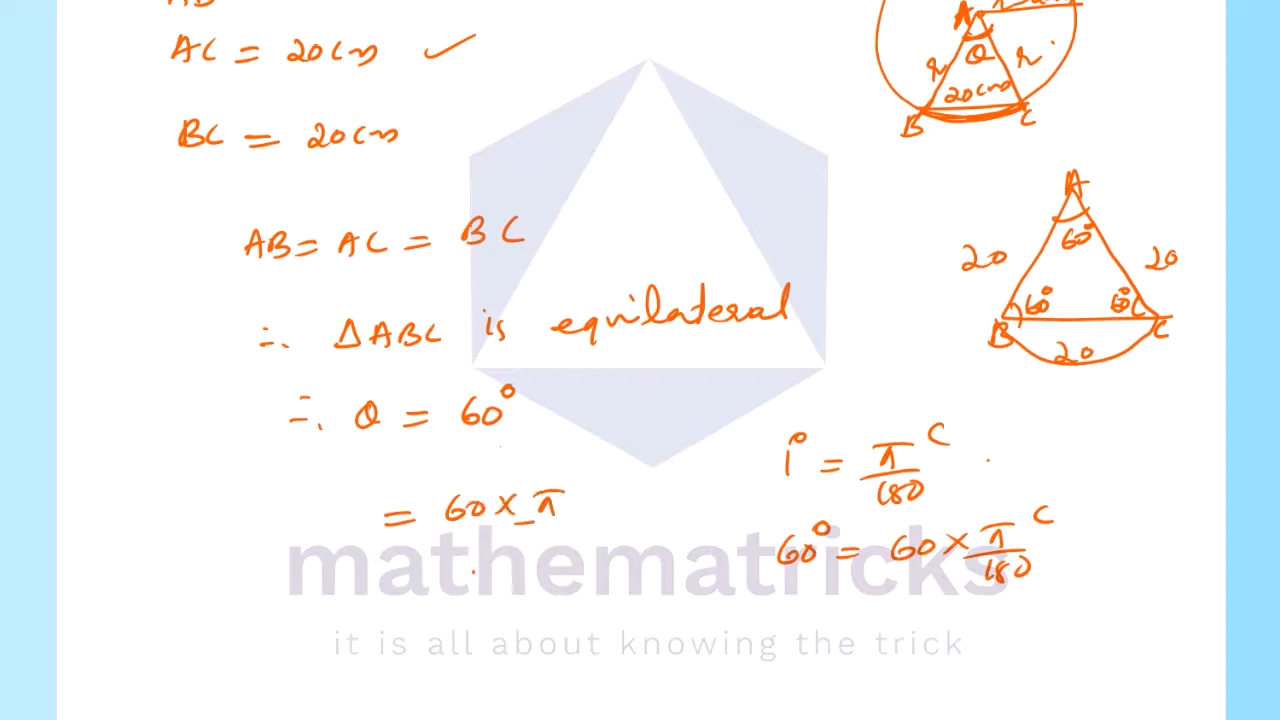 AB
AC = 20cm ✓
BC = 20cm
AB = AC = BC
∴ ΔABC is equilateral
∴ θ = 60°
= 60 × π
A
θ
r r
20cm
B C
A
60°
20 20
60° 60°
B C
20
1° = π/180 ᶜ
60° = 60 × π/180 ᶜ
mathematricks
it is all about knowing the trick